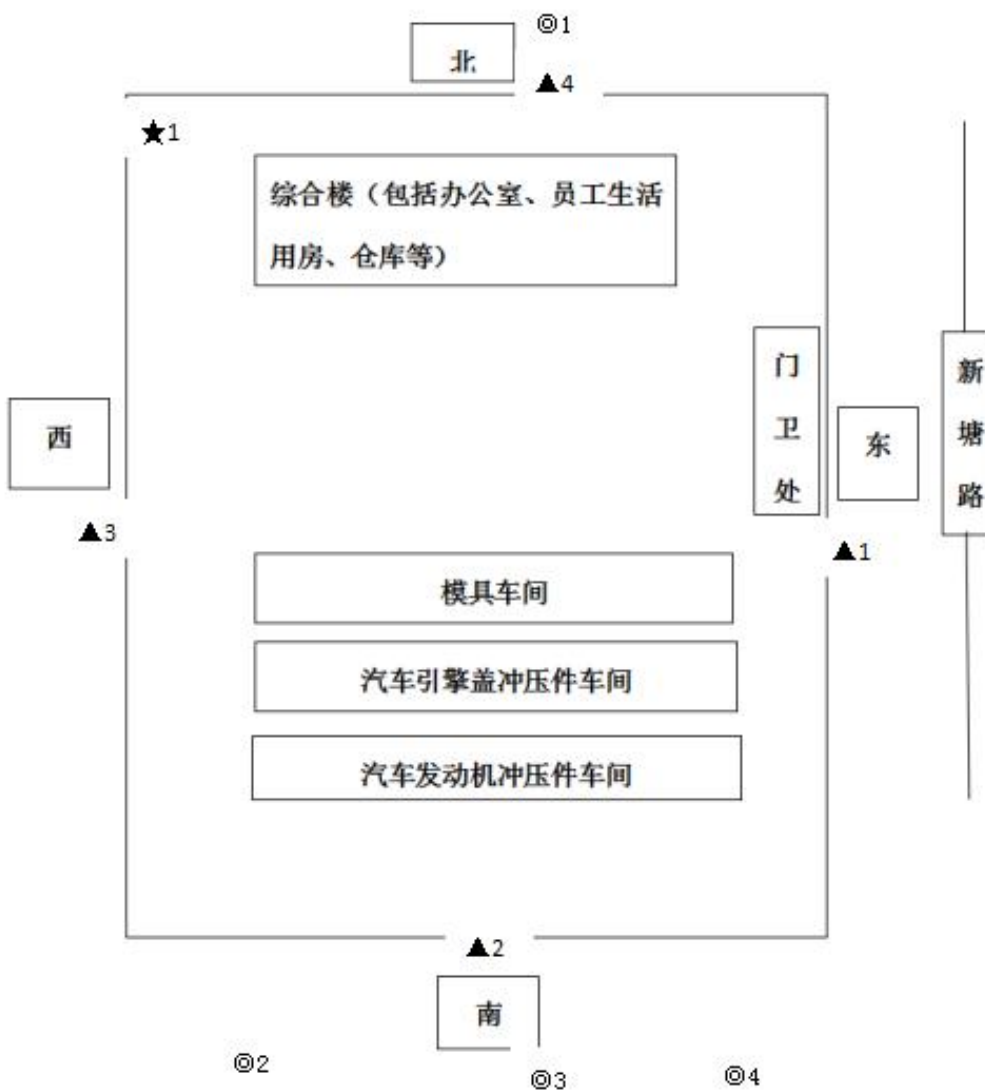 ◎1
北
▲4
★1
综合楼（包括办公室、员工生活
用房、仓库等）
门
卫
处
新
塘
路
西
东
▲3
▲1
模具车间
汽车引擎盖冲压件车间
汽车发动机冲压件车间
▲2
南
◎2
◎3
◎4